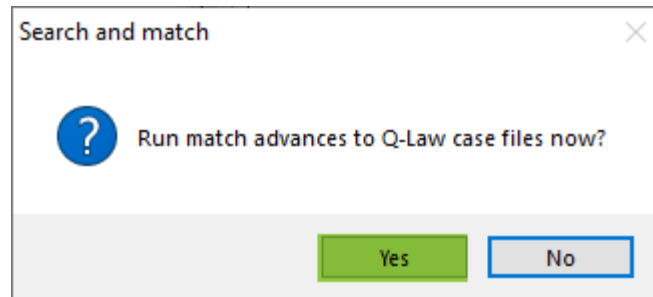 Search and match
Run match advances to Q-Law case files now?
Yes
No